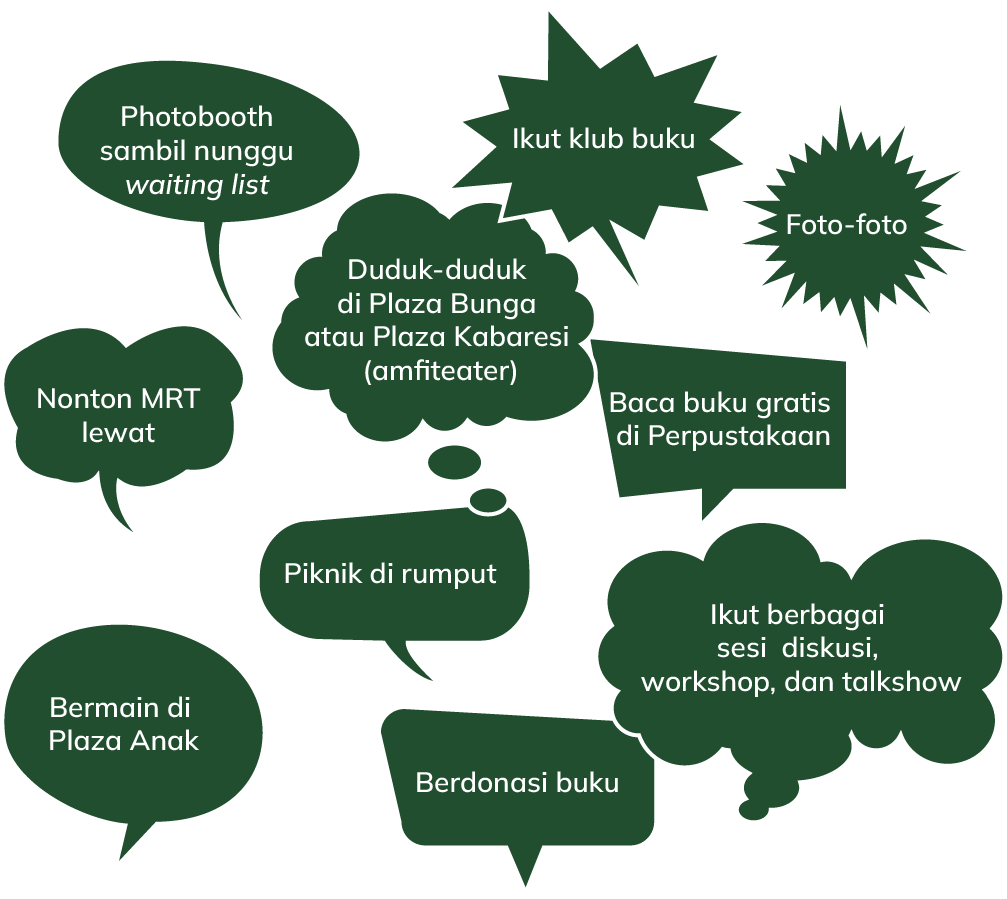 Photobooth
sambil nunggu
waiting list
Ikut klub buku
Foto-foto
Duduk-duduk
di Plaza Bunga
atau Plaza Kabaresi
(amfiteater)
Nonton MRT
lewat
Baca buku gratis
di Perpustakaan
Piknik di rumput
Ikut berbagai
sesi diskusi,
workshop, dan talkshow
Bermain di
Plaza Anak
Berdonasi buku